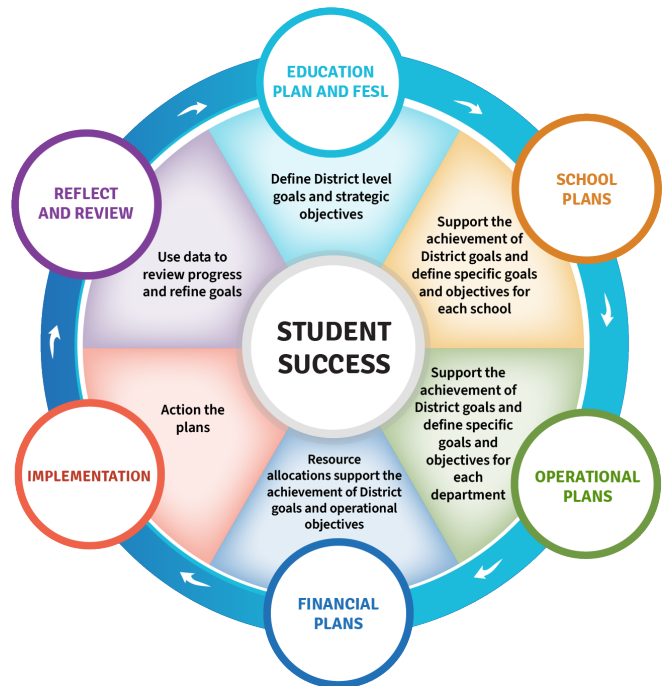 EDUCATION
PLAN AND FESL
Define District level
goals and strategic
objectives
SCHOOL
PLANS
Support the
achievement of
District goals and
define specific goals
and objectives for
each school
OPERATIONAL
PLANS
Support the
achievement of
District goals and
define specific
goals and
objectives for
each
department
FINANCIAL
PLANS
Resource
allocations support the
achievement of District
goals and operational
objectives
IMPLEMENTATION
Action the
plans
REFLECT
AND REVIEW
Use data to
review progress
and refine goals
STUDENT
SUCCESS